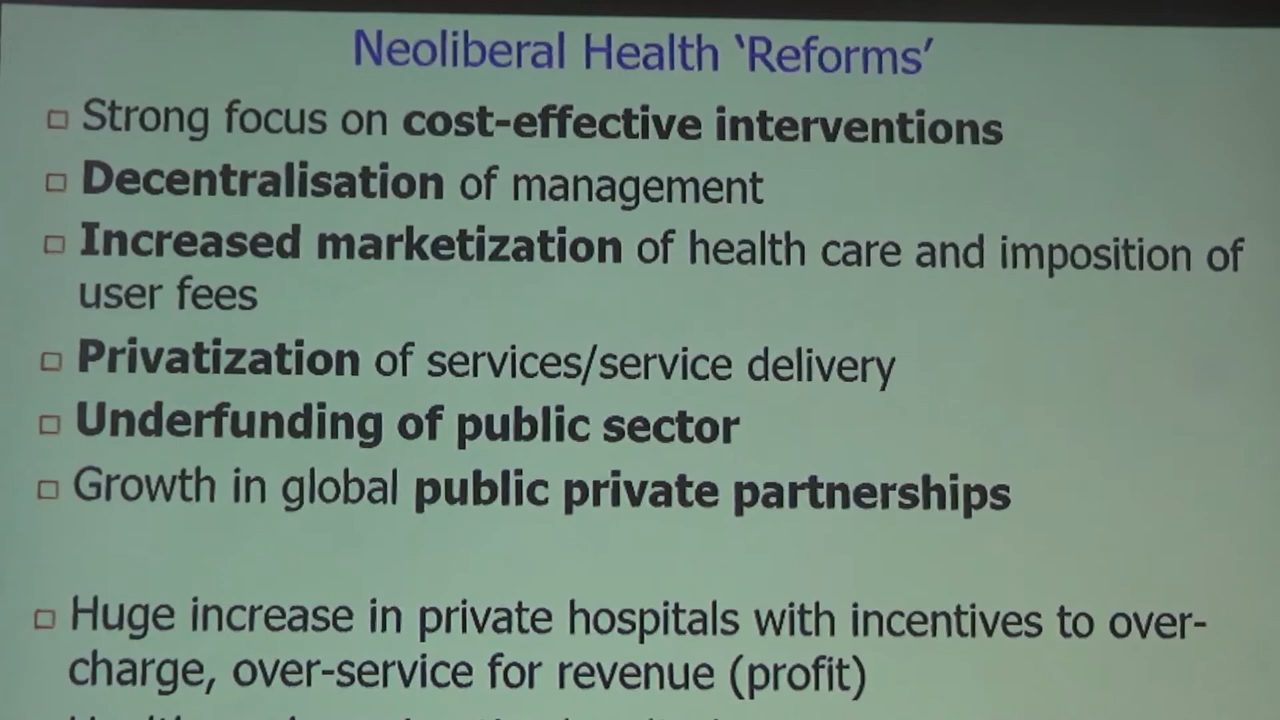 Neoliberal Health ‘Reforms’
Strong focus on cost-effective interventions
Decentralisation of management
Increased marketization of health care and imposition of
user fees
Privatization of services/service delivery
Underfunding of public sector
Growth in global public private partnerships
Huge increase in private hospitals with incentives to over-
charge, over-service for revenue (profit)